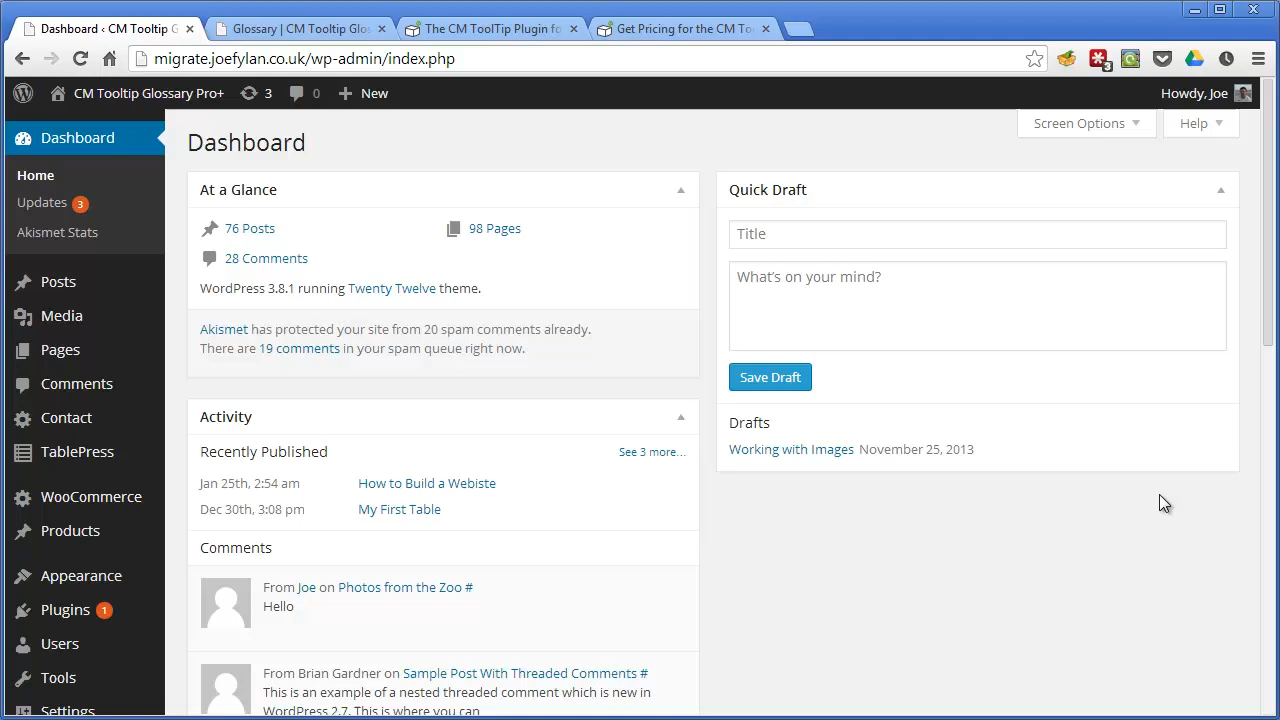 Dashboard ‹ CM Tooltip G
Glossary | CM Tooltip Glo
The CM ToolTip Plugin fo
Get Pricing for the CM To
migrate.joefylan.co.uk/wp-admin/index.php
3
CM Tooltip Glossary Pro+
3
0
New
Howdy, Joe
Dashboard
Home
Updates 3
Akismet Stats
Posts
Media
Pages
Comments
Contact
TablePress
WooCommerce
Products
Appearance
Plugins 1
Users
Tools
Settings
Screen Options
Help
Dashboard
At a Glance
76 Posts
98 Pages
28 Comments
WordPress 3.8.1 running Twenty Twelve theme.
Akismet has protected your site from 20 spam comments already.
There are 19 comments in your spam queue right now.
Activity
Recently Published
See 3 more…
Jan 25th, 2:54 am
How to Build a Webiste
Dec 30th, 3:08 pm
My First Table
Comments
From Joe on Photos from the Zoo #
Hello
From Brian Gardner on Sample Post With Threaded Comments #
This is an example of a nested threaded comment which is new in
WordPress 2.7. This is where you can
Quick Draft
Title
What's on your mind?
Save Draft
Drafts
Working with Images November 25, 2013